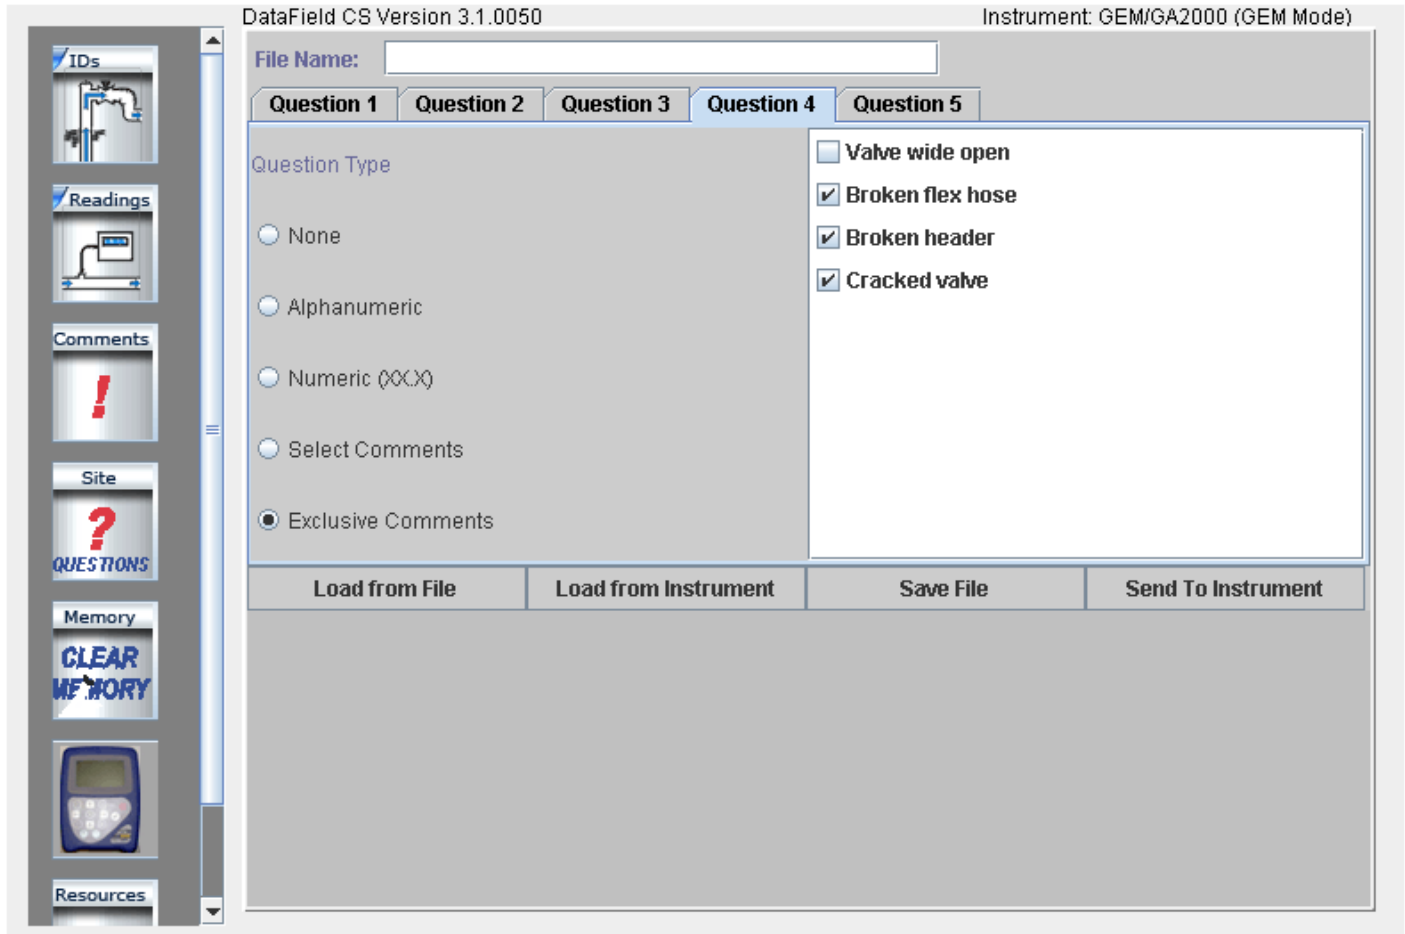 DataField CS Version 3.1.0050
Instrument: GEM/GA2000 (GEM Mode)
IDs
Readings
Comments
!
Site
?
QUESTIONS
Memory
CLEAR
MEMORY
Resources
File Name:
Question 1
Question 2
Question 3
Question 4
Question 5
Question Type
None
Alphanumeric
Numeric (XX.X)
Select Comments
Exclusive Comments
Valve wide open
Broken flex hose
Broken header
Cracked valve
Load from File
Load from Instrument
Save File
Send To Instrument